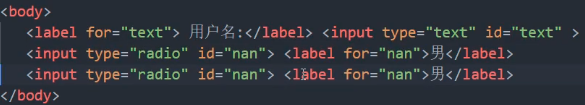 <body>
<label for="text"> 用户名:</label> <input type="text" id="text" >
<input type="radio" id="nan"> <label for="nan">男</label>
<input type="radio" id="nan"> <label for="nan">男</label>
</body>